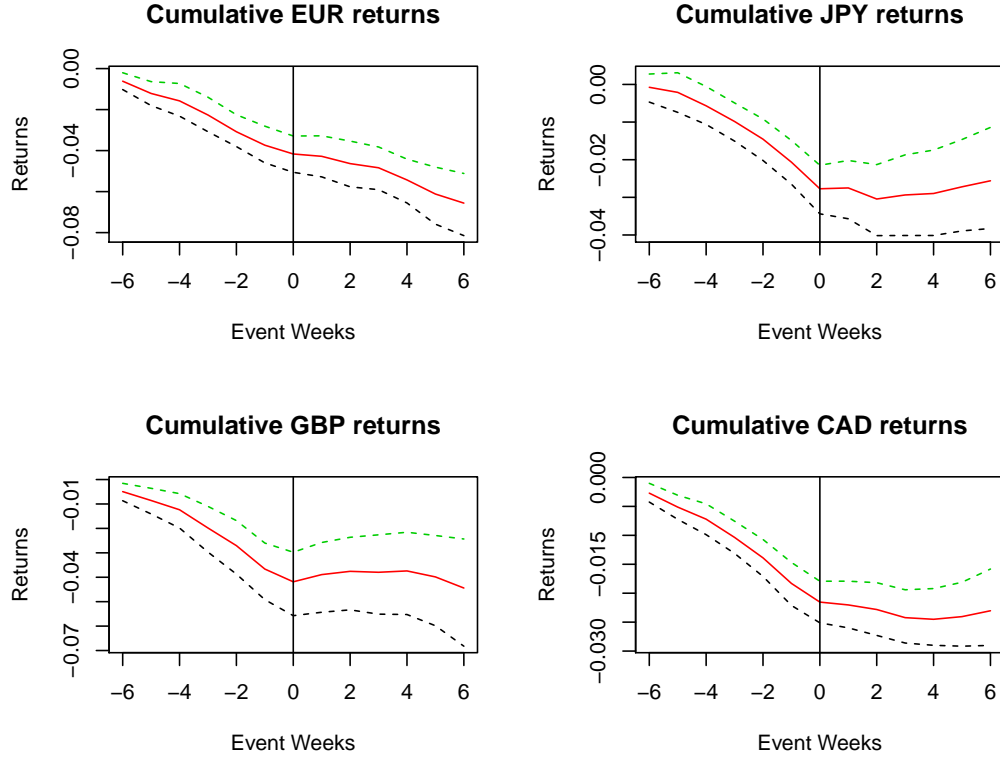 Cumulative EUR returns
Returns
0.00
−0.04
−0.08
−6 −4 −2 0 2 4 6
Event Weeks
Cumulative JPY returns
Returns
0.00
−0.02
−0.04
−6 −4 −2 0 2 4 6
Event Weeks
Cumulative GBP returns
Returns
−0.01
−0.04
−0.07
−6 −4 −2 0 2 4 6
Event Weeks
Cumulative CAD returns
Returns
0.000
−0.015
−0.030
−6 −4 −2 0 2 4 6
Event Weeks